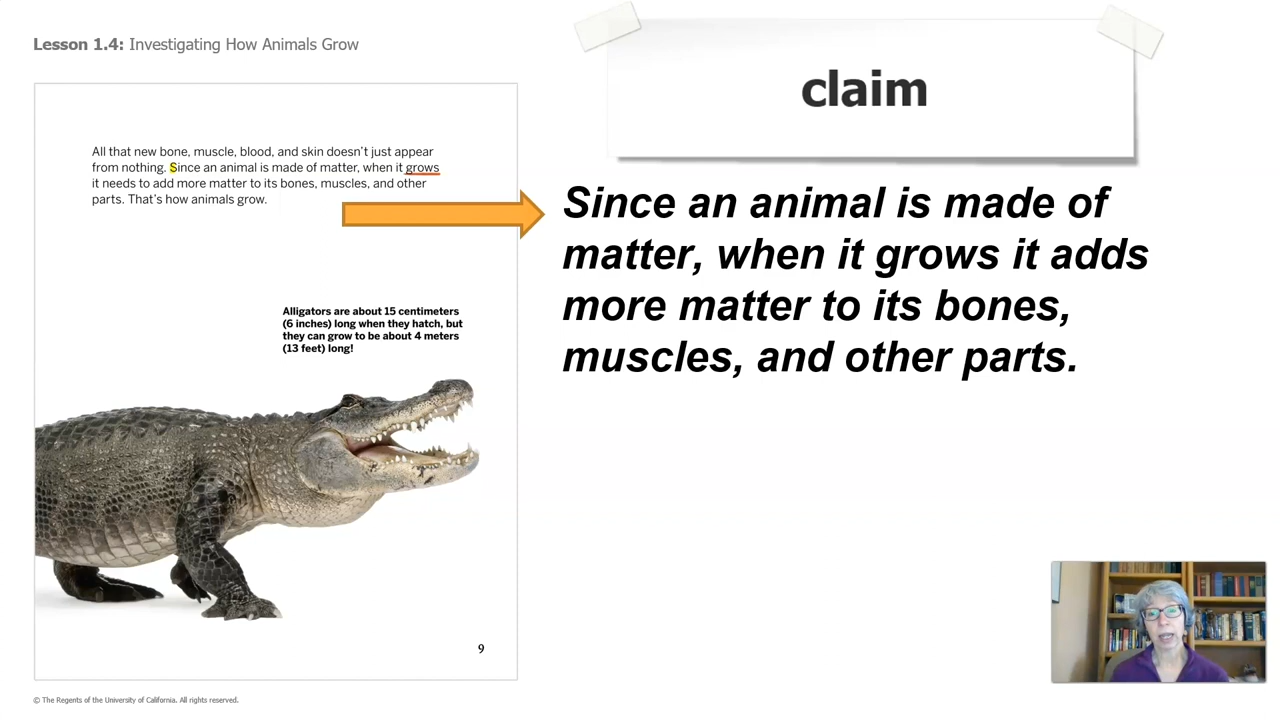 Lesson 1.4: Investigating How Animals Grow
claim
All that new bone, muscle, blood, and skin doesn't just appear
from nothing. Since an animal is made of matter, when it grows
it needs to add more matter to its bones, muscles, and other
parts. That's how animals grow.
Since an animal is made of
matter, when it grows it adds
more matter to its bones,
muscles, and other parts.
Alligators are about 15 centimeters
(6 inches) long when they hatch, but
they can grow to be about 4 meters
(13 feet) long!
9
© The Regents of the University of California. All rights reserved.